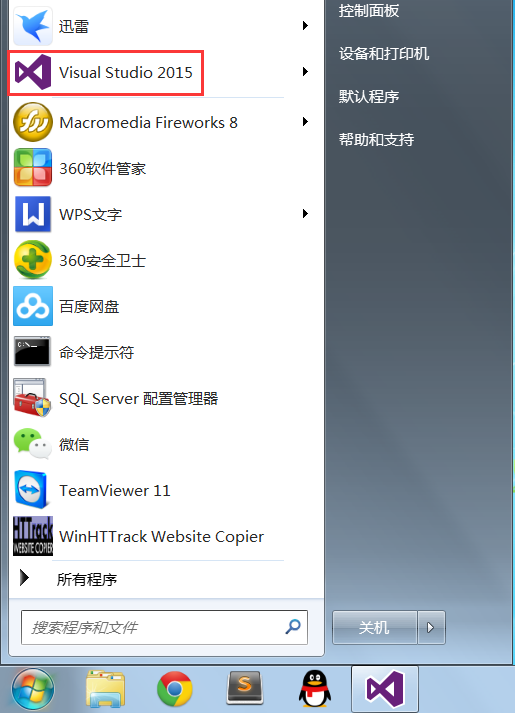 迅雷
Visual Studio 2015
Macromedia Fireworks 8
360软件管家
WPS文字
360安全卫士
百度网盘
C:\_
命令提示符
SQL Server 配置管理器
微信
TeamViewer 11
HTTrack
WEBSITE COPIER
WinHTTrack Website Copier
所有程序
搜索程序和文件
控制面板
设备和打印机
默认程序
帮助和支持
关机